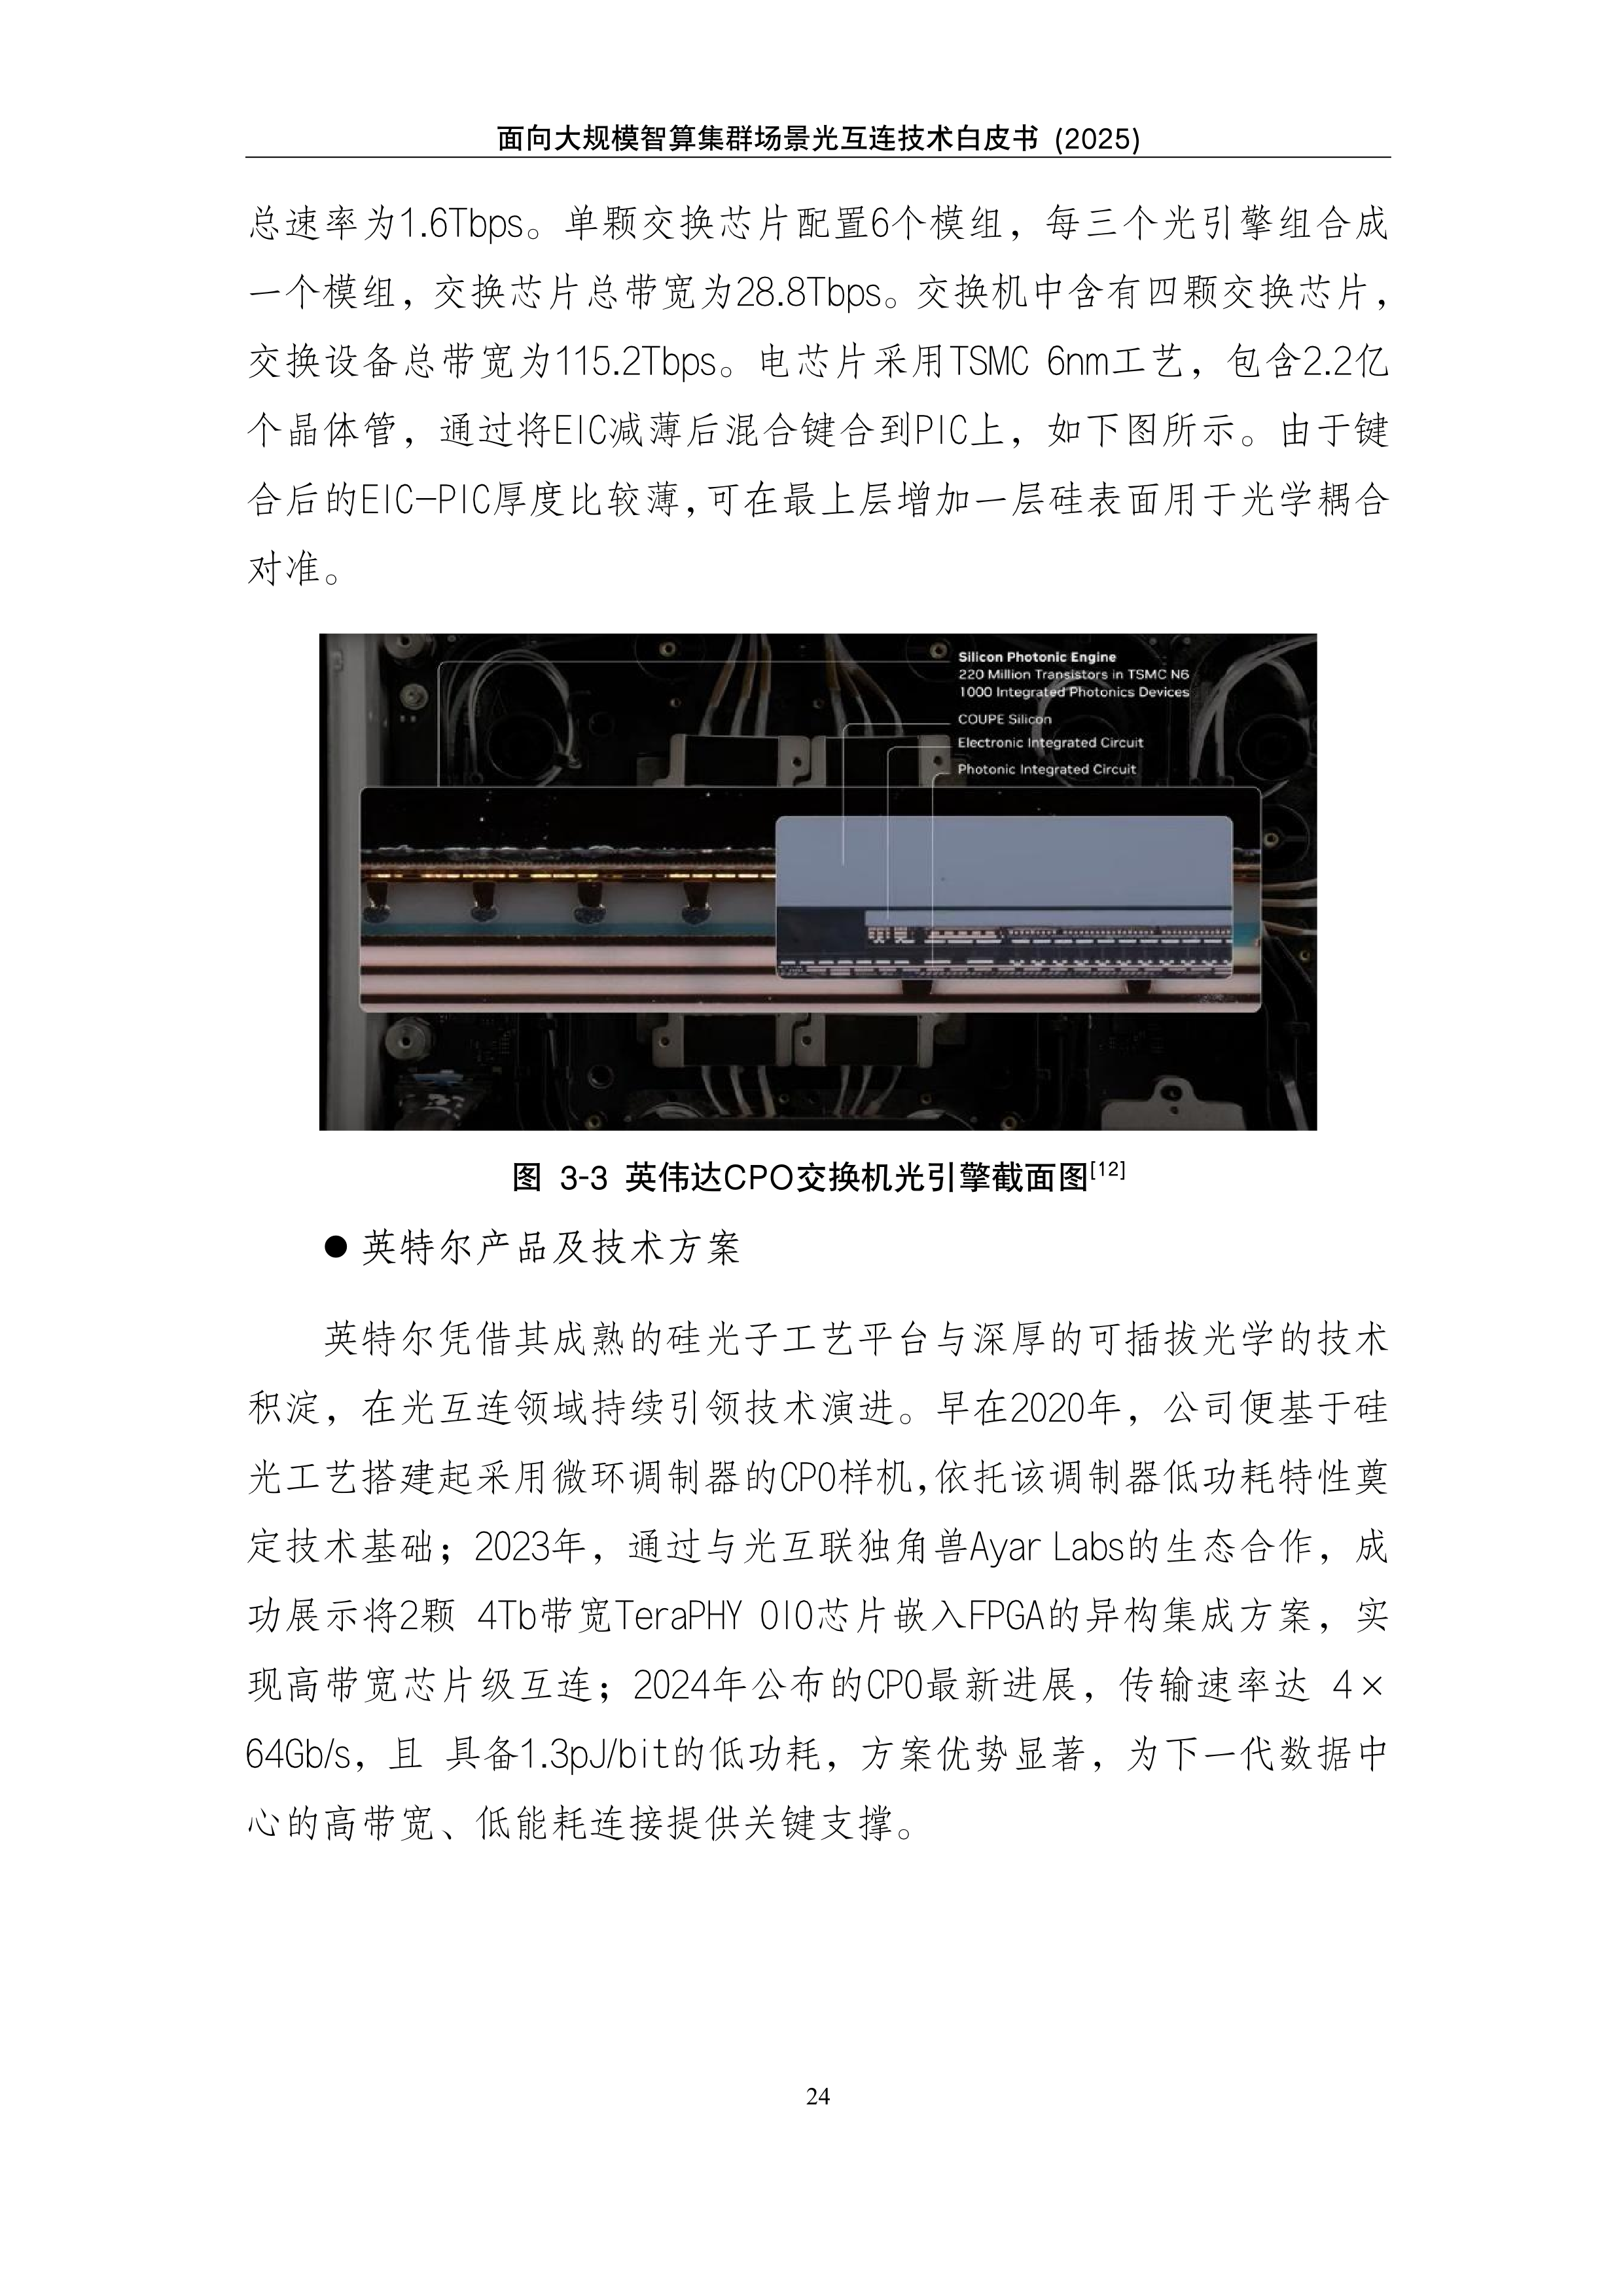 面向大规模智算集群场景光互连技术白皮书 (2025)
总速率为1.6Tbps。单颗交换芯片配置6个模组，每三个光引擎组合成
一个模组，交换芯片总带宽为28.8Tbps。交换机中含有四颗交换芯片，
交换设备总带宽为115.2Tbps。电芯片采用TSMC 6nm工艺，包含2.2亿
个晶体管，通过将EIC减薄后混合键合到PIC上，如下图所示。由于键
合后的EIC-PIC厚度比较薄，可在最上层增加一层硅表面用于光学耦合
对准。
Silicon Photonic Engine
220 Million Transistors in TSMC N6
1000 Integrated Photonics Devices
COUPE Silicon
Electronic Integrated Circuit
Photonic Integrated Circuit
图 3-3 英伟达CPO交换机光引擎截面图[12]
● 英特尔产品及技术方案
英特尔凭借其成熟的硅光子工艺平台与深厚的可插拔光学的技术
积淀，在光互连领域持续引领技术演进。早在2020年，公司便基于硅
光工艺搭建起采用微环调制器的CPO样机，依托该调制器低功耗特性奠
定技术基础；2023年，通过与光互联独角兽Ayar Labs的生态合作，成
功展示将2颗 4Tb带宽TeraPHY OIO芯片嵌入FPGA的异构集成方案，实
现高带宽芯片级互连；2024年公布的CPO最新进展，传输速率达 4×
64Gb/s，且 具备1.3pJ/bit的低功耗，方案优势显著，为下一代数据中
心的高带宽、低能耗连接提供关键支撑。
24